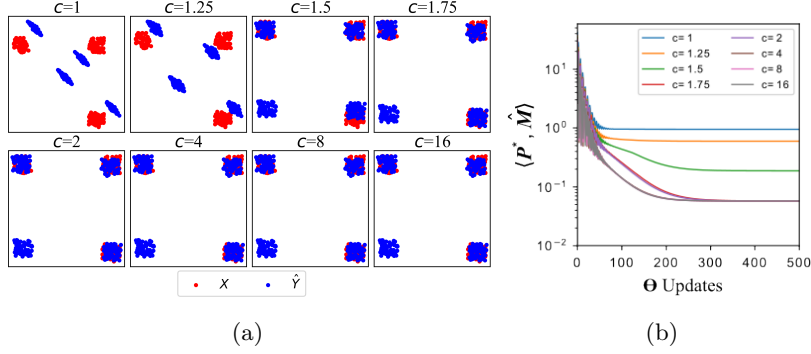 c=1 c=1.25 c=1.5 c=1.75
c=2 c=4 c=8 c=16
X Ŷ
(a)
⟨P*, M̂⟩
10¹
10⁰
10⁻¹
10⁻²
c= 1 c= 2
c= 1.25 c= 4
c= 1.5 c= 8
c= 1.75 c= 16
0 100 200 300 400 500
Θ Updates
(b)